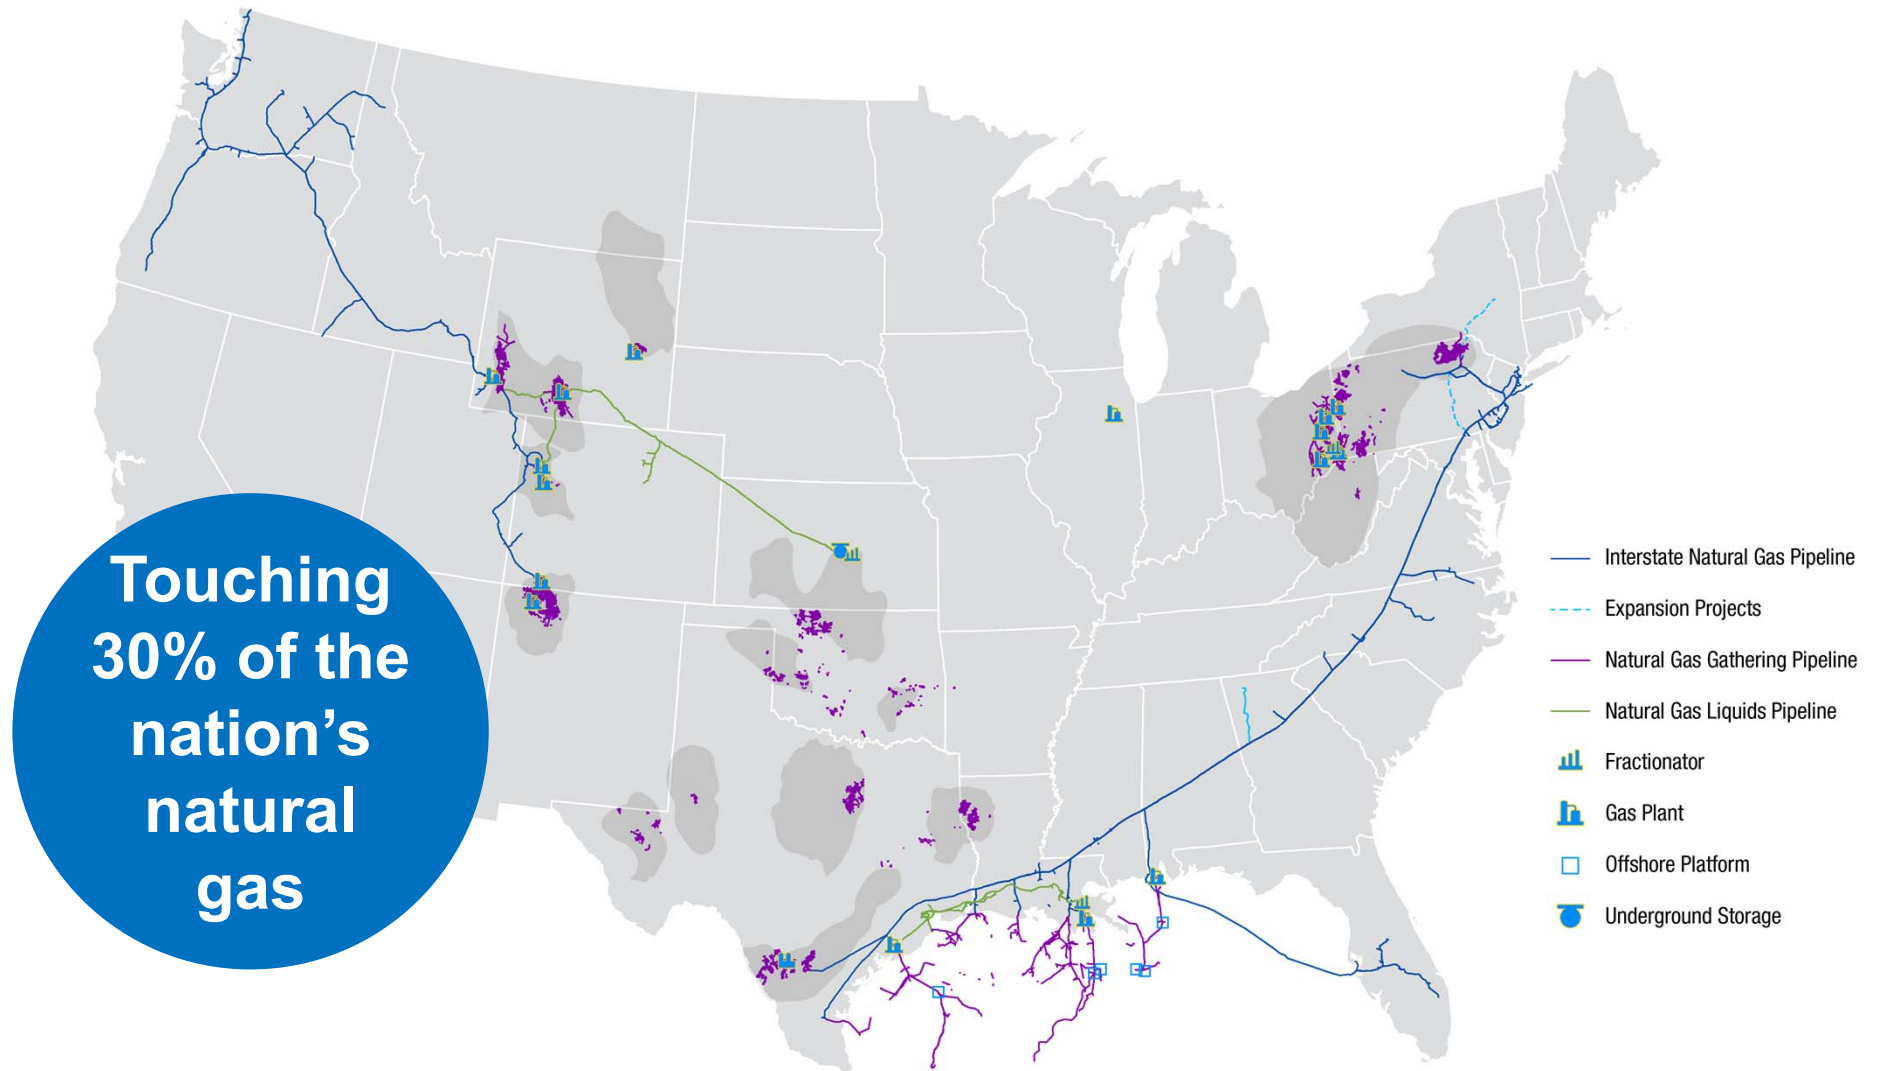 Touching
30% of the
nation’s
natural
gas
Interstate Natural Gas Pipeline
Expansion Projects
Natural Gas Gathering Pipeline
Natural Gas Liquids Pipeline
Fractionator
Gas Plant
Offshore Platform
Underground Storage